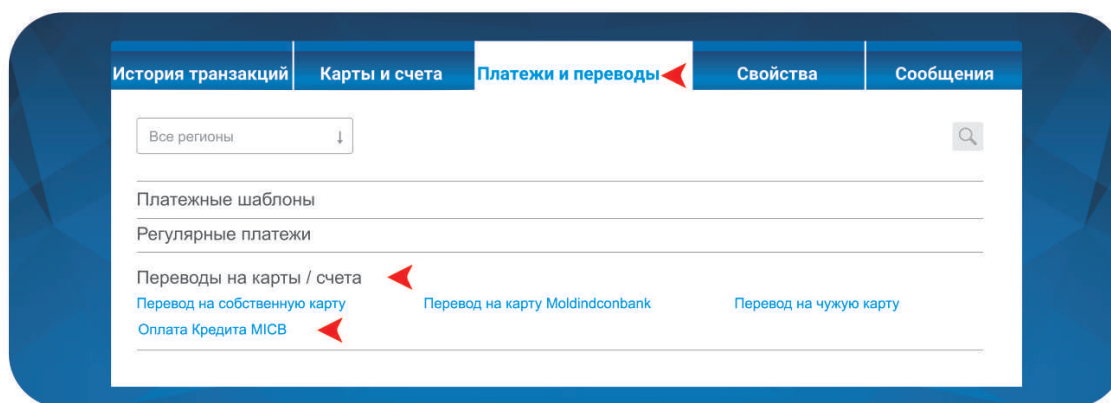 История транзакций Карты и счета Платежи и переводы Свойства Сообщения
Все регионы
Платежные шаблоны
Регулярные платежи
Переводы на карты / счета
Перевод на собственную карту Перевод на карту Moldindconbank Перевод на чужую карту
Оплата Кредита MICB